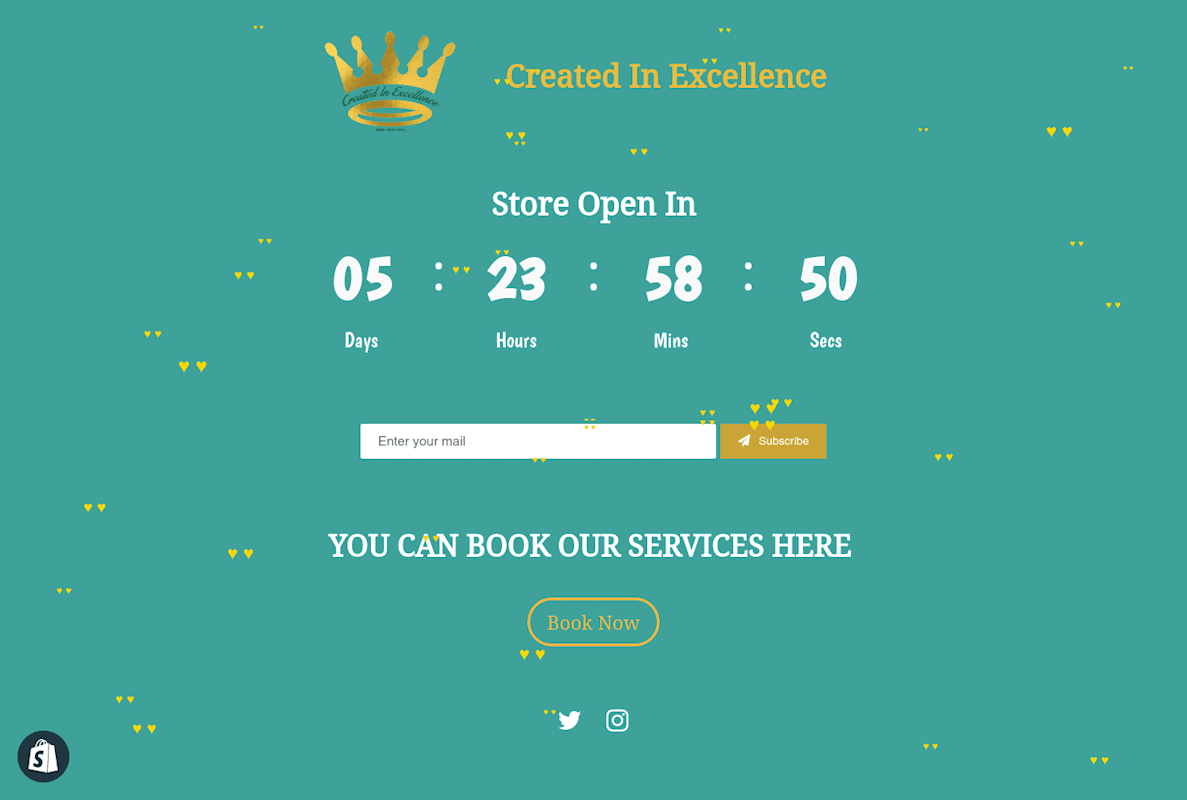 Created In Excellence
Created In Excellence
Store Open In
05 : 23 : 58 : 50
Days Hours Mins Secs
Enter your mail
Subscribe
YOU CAN BOOK OUR SERVICES HERE
Book Now